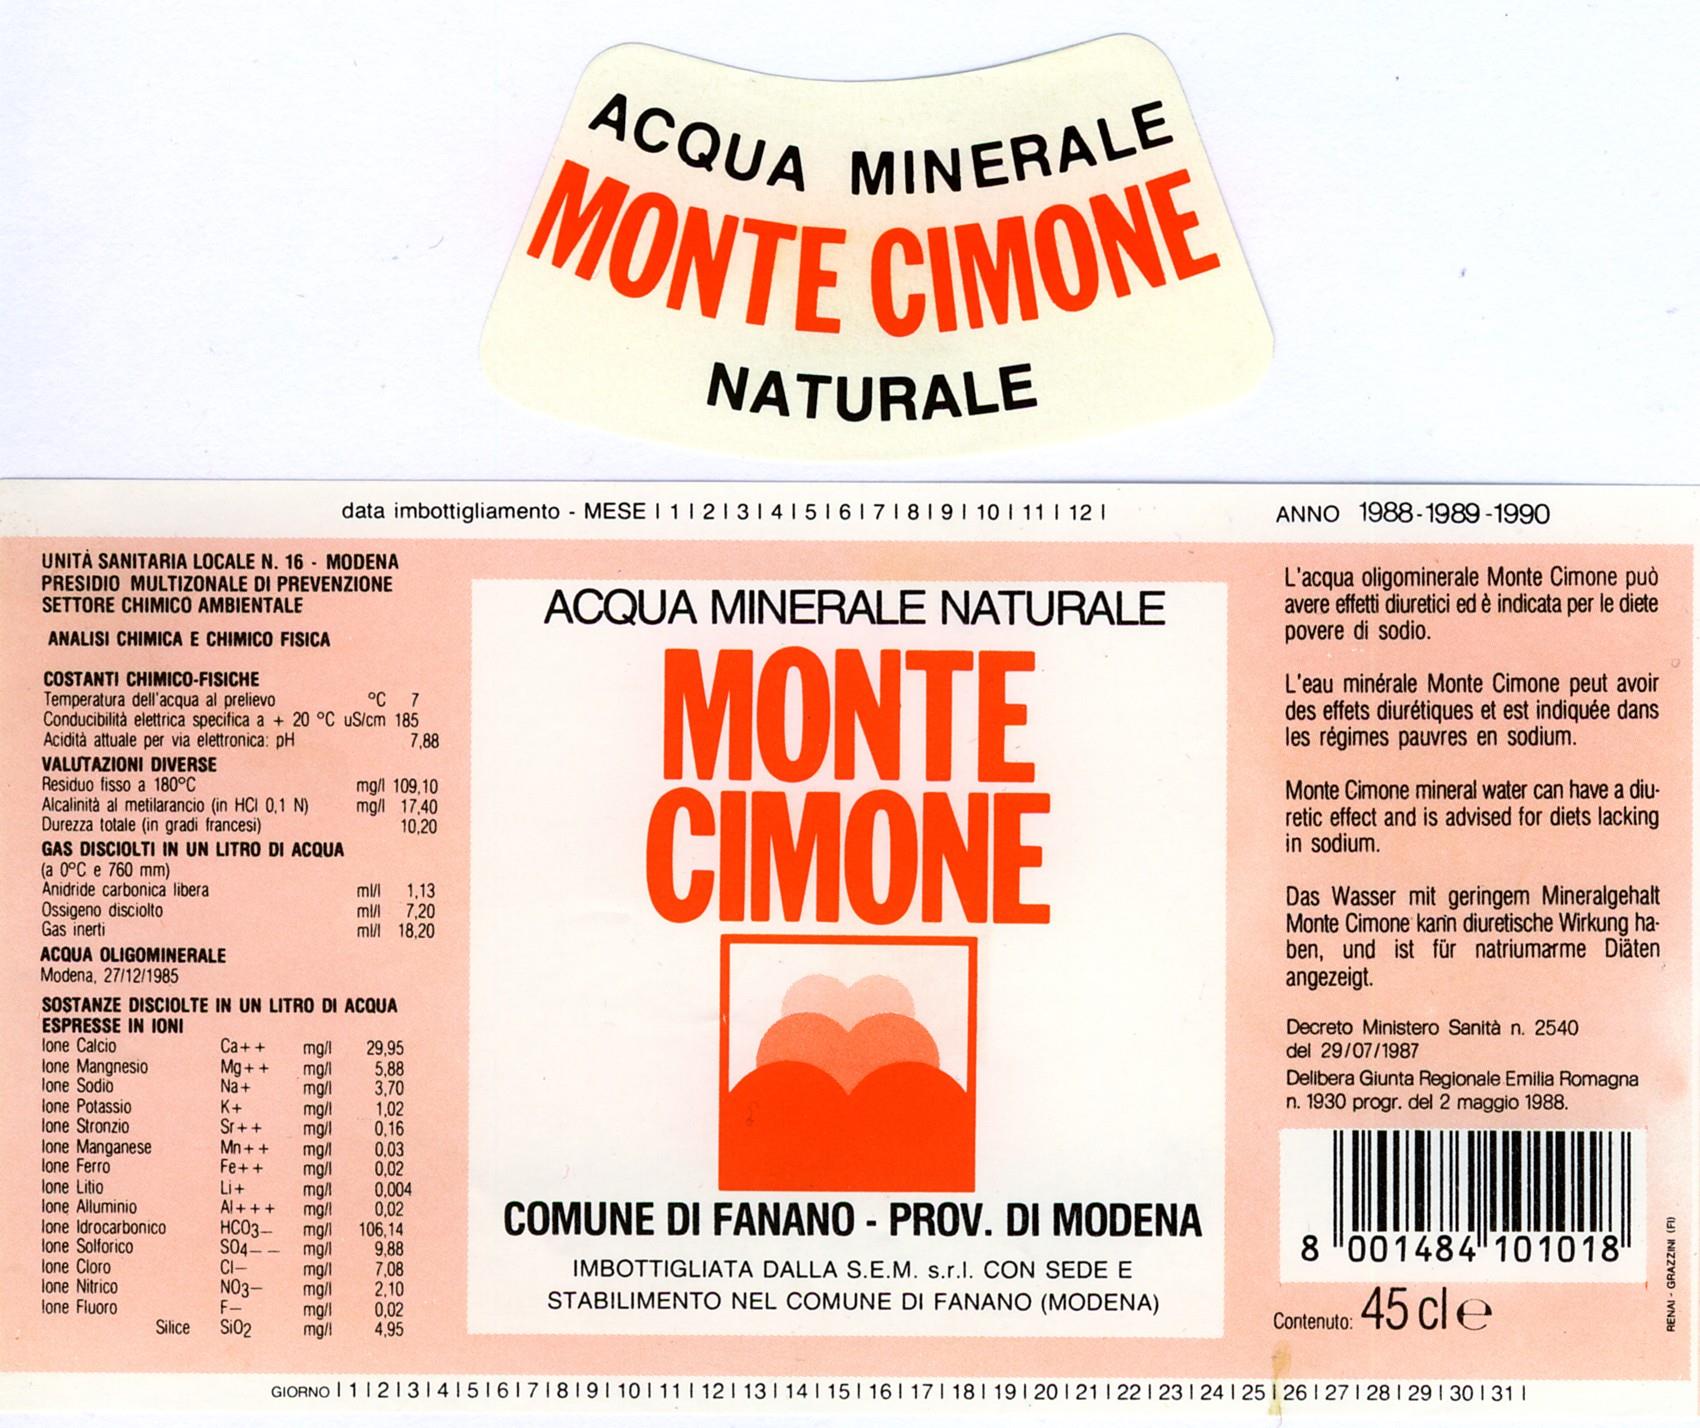 ACQUA MINERALE
MONTE CIMONE
NATURALE
data imbottigliamento - MESE | 1 | 2 | 3 | 4 | 5 | 6 | 7 | 8 | 9 | 10 | 11 | 12 |
ANNO 1988-1989-1990
UNITÀ SANITARIA LOCALE N. 16 - MODENA
PRESIDIO MULTIZONALE DI PREVENZIONE
SETTORE CHIMICO AMBIENTALE
ANALISI CHIMICA E CHIMICO FISICA
COSTANTI CHIMICO-FISICHE
Temperatura dell'acqua al prelievo °C 7
Conducibilità elettrica specifica a + 20 °C uS/cm 185
Acidità attuale per via elettronica: pH 7,88
VALUTAZIONI DIVERSE
Residuo fisso a 180°C mg/l 109,10
Alcalinità al metilarancio (in HCl 0,1 N) mg/l 17,40
Durezza totale (in gradi francesi) 10,20
GAS DISCIOLTI IN UN LITRO DI ACQUA
(a 0°C e 760 mm)
Anidride carbonica libera ml/l 1,13
Ossigeno disciolto ml/l 7,20
Gas inerti ml/l 18,20
ACQUA OLIGOMINERALE
Modena, 27/12/1985
SOSTANZE DISCIOLTE IN UN LITRO DI ACQUA
ESPRESSE IN IONI
Ione Calcio Ca++ mg/l 29,95
Ione Mangnesio Mg++ mg/l 5,88
Ione Sodio Na+ mg/l 3,70
Ione Potassio K+ mg/l 1,02
Ione Stronzio Sr++ mg/l 0,16
Ione Manganese Mn++ mg/l 0,03
Ione Ferro Fe++ mg/l 0,02
Ione Litio Li+ mg/l 0,004
Ione Alluminio Al+++ mg/l 0,02
Ione Idrocarbonico HCO3– mg/l 106,14
Ione Solforico SO4–– mg/l 9,88
Ione Cloro Cl– mg/l 7,08
Ione Nitrico NO3– mg/l 2,10
Ione Fluoro F– mg/l 0,02
Silice SiO2 mg/l 4,95
ACQUA MINERALE NATURALE
MONTE
CIMONE
COMUNE DI FANANO - PROV. DI MODENA
IMBOTTIGLIATA DALLA S.E.M. s.r.l. CON SEDE E
STABILIMENTO NEL COMUNE DI FANANO (MODENA)
L'acqua oligominerale Monte Cimone può
avere effetti diuretici ed è indicata per le diete
povere di sodio.
L'eau minérale Monte Cimone peut avoir
des effets diurétiques et est indiquée dans
les régimes pauvres en sodium.
Monte Cimone mineral water can have a diu-
retic effect and is advised for diets lacking
in sodium.
Das Wasser mit geringem Mineralgehalt
Monte Cimone kann diuretische Wirkung ha-
ben, und ist für natriumarme Diäten
angezeigt.
Decreto Ministero Sanità n. 2540
del 29/07/1987
Delibera Giunta Regionale Emilia Romagna
n. 1930 progr. del 2 maggio 1988.
8 001484 101018
Contenuto: 45 cl e
RENAI - GRAZZINI (FI)
GIORNO | 1 | 2 | 3 | 4 | 5 | 6 | 7 | 8 | 9 | 10 | 11 | 12 | 13 | 14 | 15 | 16 | 17 | 18 | 19 | 20 | 21 | 22 | 23 | 24 | 25 | 26 | 27 | 28 | 29 | 30 | 31 |